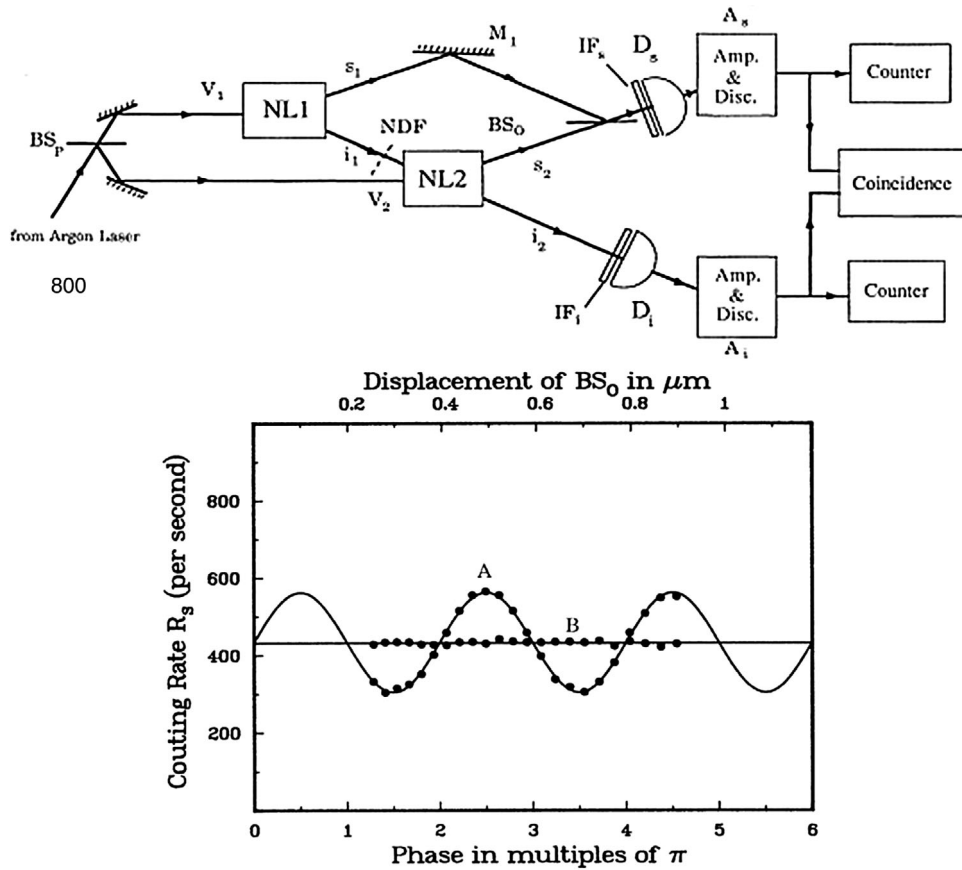 A_s
M_1
IF_s
D_s
Amp.
&
Disc.
Counter
V_1
NL1
s_1
BS_P
NDF
BS_O
i_1
NL2
s_2
Coincidence
V_2
from Argon Laser
i_2
800
Amp.
&
Disc.
Counter
IF_i
D_i
A_i
Displacement of BS_O in μm
0.2 0.4 0.6 0.8 1
Couting Rate R_s (per second)
800
600
400
200
A
B
0 1 2 3 4 5 6
Phase in multiples of π